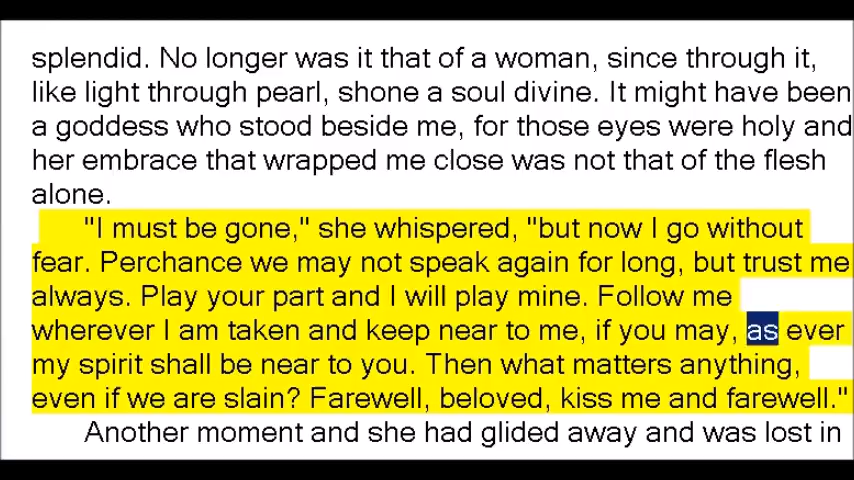 splendid. No longer was it that of a woman, since through it,
like light through pearl, shone a soul divine. It might have been
a goddess who stood beside me, for those eyes were holy and
her embrace that wrapped me close was not that of the flesh
alone.
"I must be gone," she whispered, "but now I go without
fear. Perchance we may not speak again for long, but trust me
always. Play your part and I will play mine. Follow me
wherever I am taken and keep near to me, if you may, as ever
my spirit shall be near to you. Then what matters anything,
even if we are slain? Farewell, beloved, kiss me and farewell."
Another moment and she had glided away and was lost in